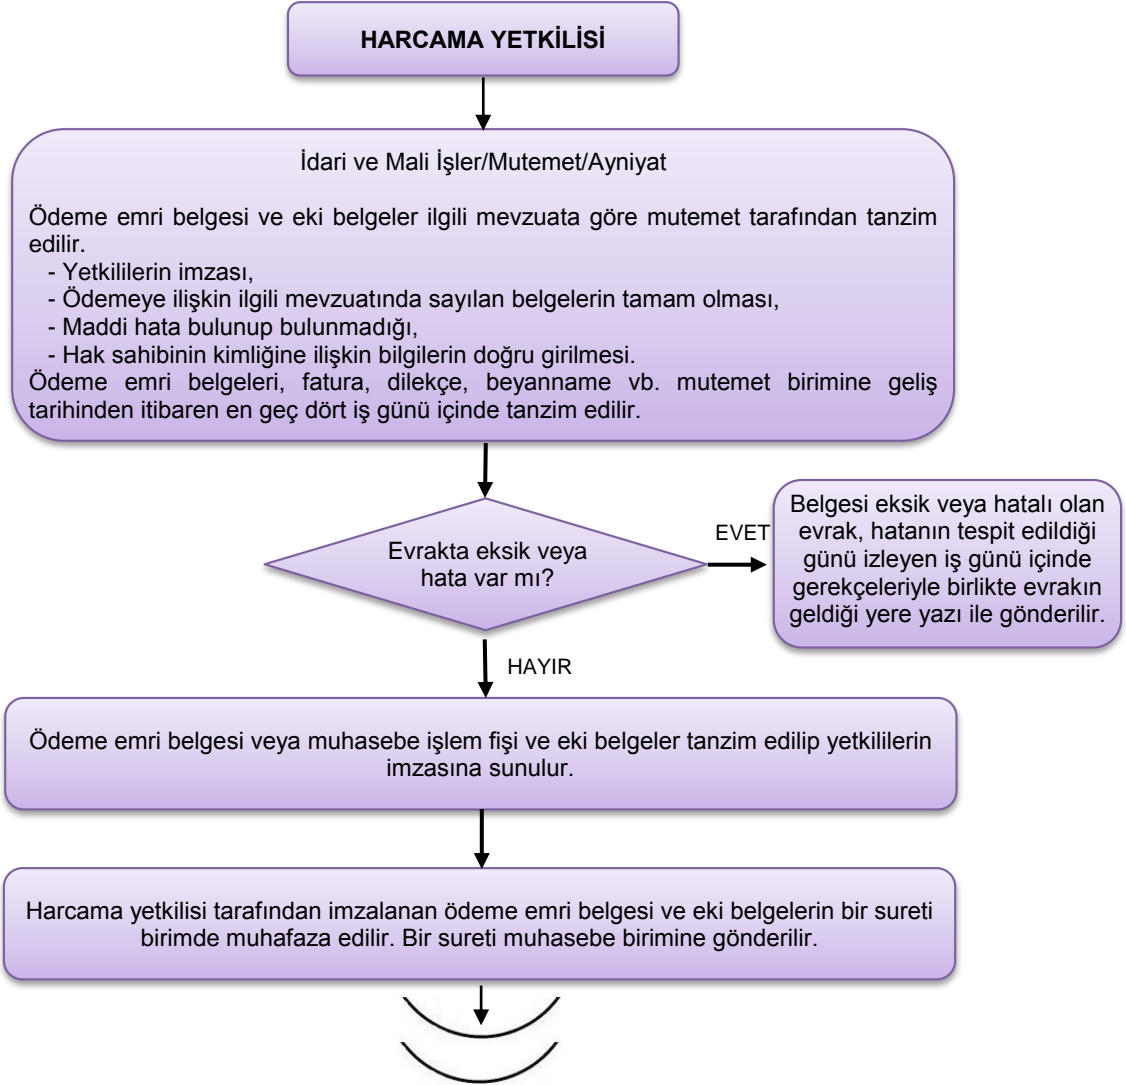 HARCAMA YETKİLİSİ
İdari ve Mali İşler/Mutemet/Ayniyat
Ödeme emri belgesi ve eki belgeler ilgili mevzuata göre mutemet tarafından tanzim
edilir.
- Yetkililerin imzası,
- Ödemeye ilişkin ilgili mevzuatında sayılan belgelerin tamam olması,
- Maddi hata bulunup bulunmadığı,
- Hak sahibinin kimliğine ilişkin bilgilerin doğru girilmesi.
Ödeme emri belgeleri, fatura, dilekçe, beyanname vb. mutemet birimine geliş
tarihinden itibaren en geç dört iş günü içinde tanzim edilir.
Evrakta eksik veya
hata var mı?
EVET
Belgesi eksik veya hatalı olan
evrak, hatanın tespit edildiği
günü izleyen iş günü içinde
gerekçeleriyle birlikte evrakın
geldiği yere yazı ile gönderilir.
HAYIR
Ödeme emri belgesi veya muhasebe işlem fişi ve eki belgeler tanzim edilip yetkililerin
imzasına sunulur.
Harcama yetkilisi tarafından imzalanan ödeme emri belgesi ve eki belgelerin bir sureti
birimde muhafaza edilir. Bir sureti muhasebe birimine gönderilir.